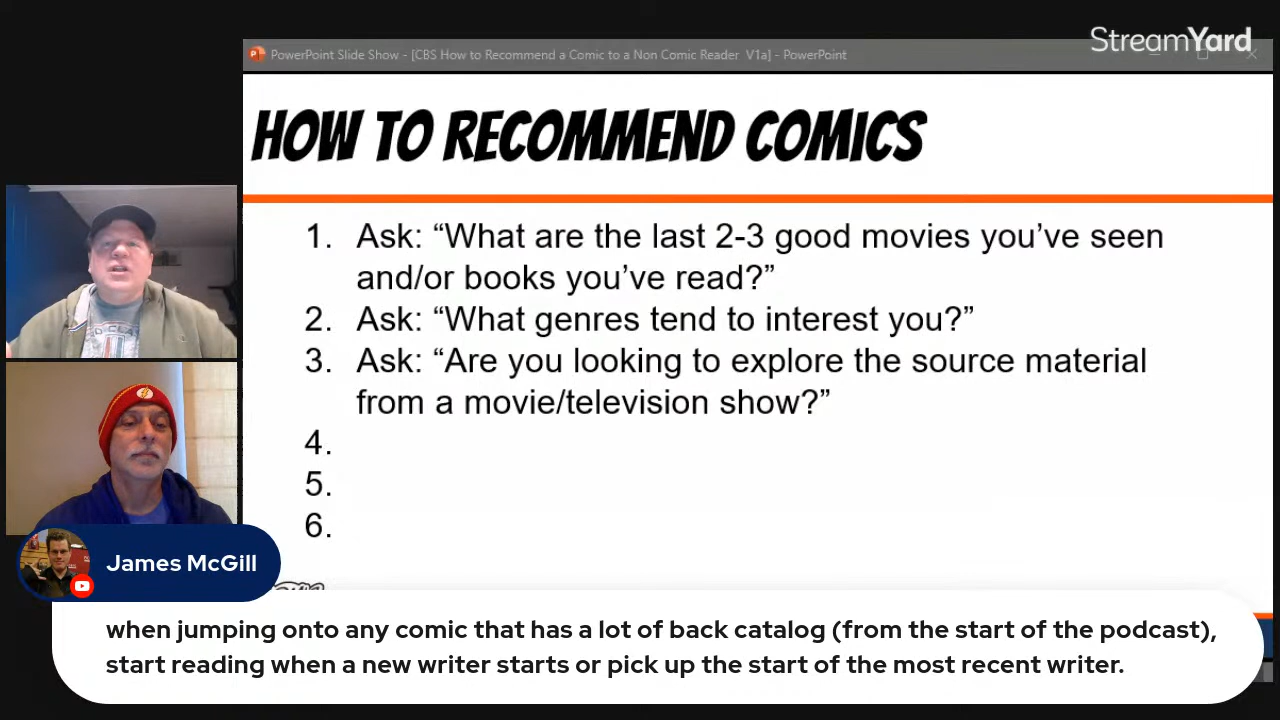 StreamYard
PowerPoint Slide Show - [CBS How to Recommend a Comic to a Non Comic Reader V1a] - PowerPoint
HOW TO RECOMMEND COMICS
1. Ask: “What are the last 2-3 good movies you’ve seen
and/or books you’ve read?”
2. Ask: “What genres tend to interest you?”
3. Ask: “Are you looking to explore the source material
from a movie/television show?”
4.
5.
6.
James McGill
when jumping onto any comic that has a lot of back catalog (from the start of the podcast),
start reading when a new writer starts or pick up the start of the most recent writer.